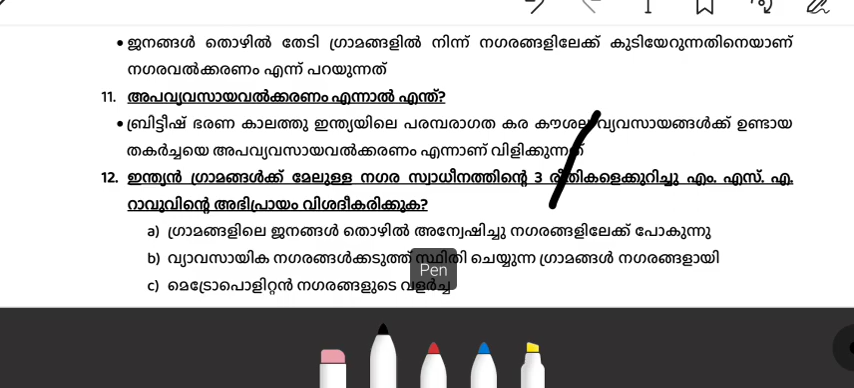 • ജനങ്ങൾ തൊഴിൽ തേടി ഗ്രാമങ്ങളിൽ നിന്ന് നഗരങ്ങളിലേക്ക് കുടിയേറുന്നതിനെയാണ്
നഗരവൽക്കരണം എന്ന് പറയുന്നത്
11. അപവ്യവസായവൽക്കരണം എന്നാൽ എന്ത്?
• ബ്രിട്ടീഷ് ഭരണ കാലത്തു ഇന്ത്യയിലെ പരമ്പരാഗത കര കൗശല വ്യവസായങ്ങൾക്ക് ഉണ്ടായ
തകർച്ചയെ അപവ്യവസായവൽക്കരണം എന്നാണ് വിളിക്കുന്നത്
12. ഇന്ത്യൻ ഗ്രാമങ്ങൾക്ക് മേലുള്ള നഗര സ്വാധീനത്തിന്റെ 3 രീതികളെക്കുറിച്ചു എം. എസ്. എ.
റാവുവിന്റെ അഭിപ്രായം വിശദീകരിക്കുക?
a) ഗ്രാമങ്ങളിലെ ജനങ്ങൾ തൊഴിൽ അന്വേഷിച്ചു നഗരങ്ങളിലേക്ക് പോകുന്നു
b) വ്യാവസായിക നഗരങ്ങൾക്കടുത്ത് സ്ഥിതി ചെയ്യുന്ന ഗ്രാമങ്ങൾ നഗരങ്ങളായി
Pen
c) മെട്രോപൊളിറ്റൻ നഗരങ്ങളുടെ വളർച്ച